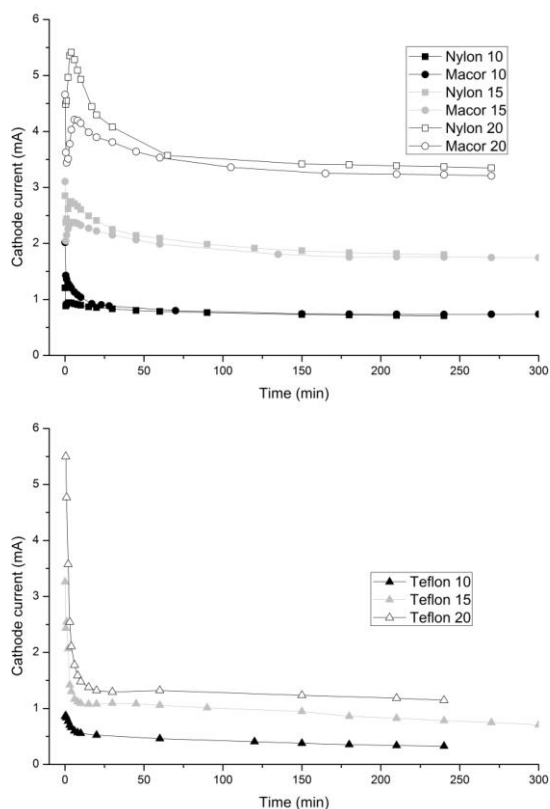 6
5
4
3
2
1
0
Cathode current (mA)
Nylon 10
Macor 10
Nylon 15
Macor 15
Nylon 20
Macor 20
0 50 100 150 200 250 300
Time (min)
6
5
4
3
2
1
0
Cathode current (mA)
Teflon 10
Teflon 15
Teflon 20
0 50 100 150 200 250 300
Time (min)